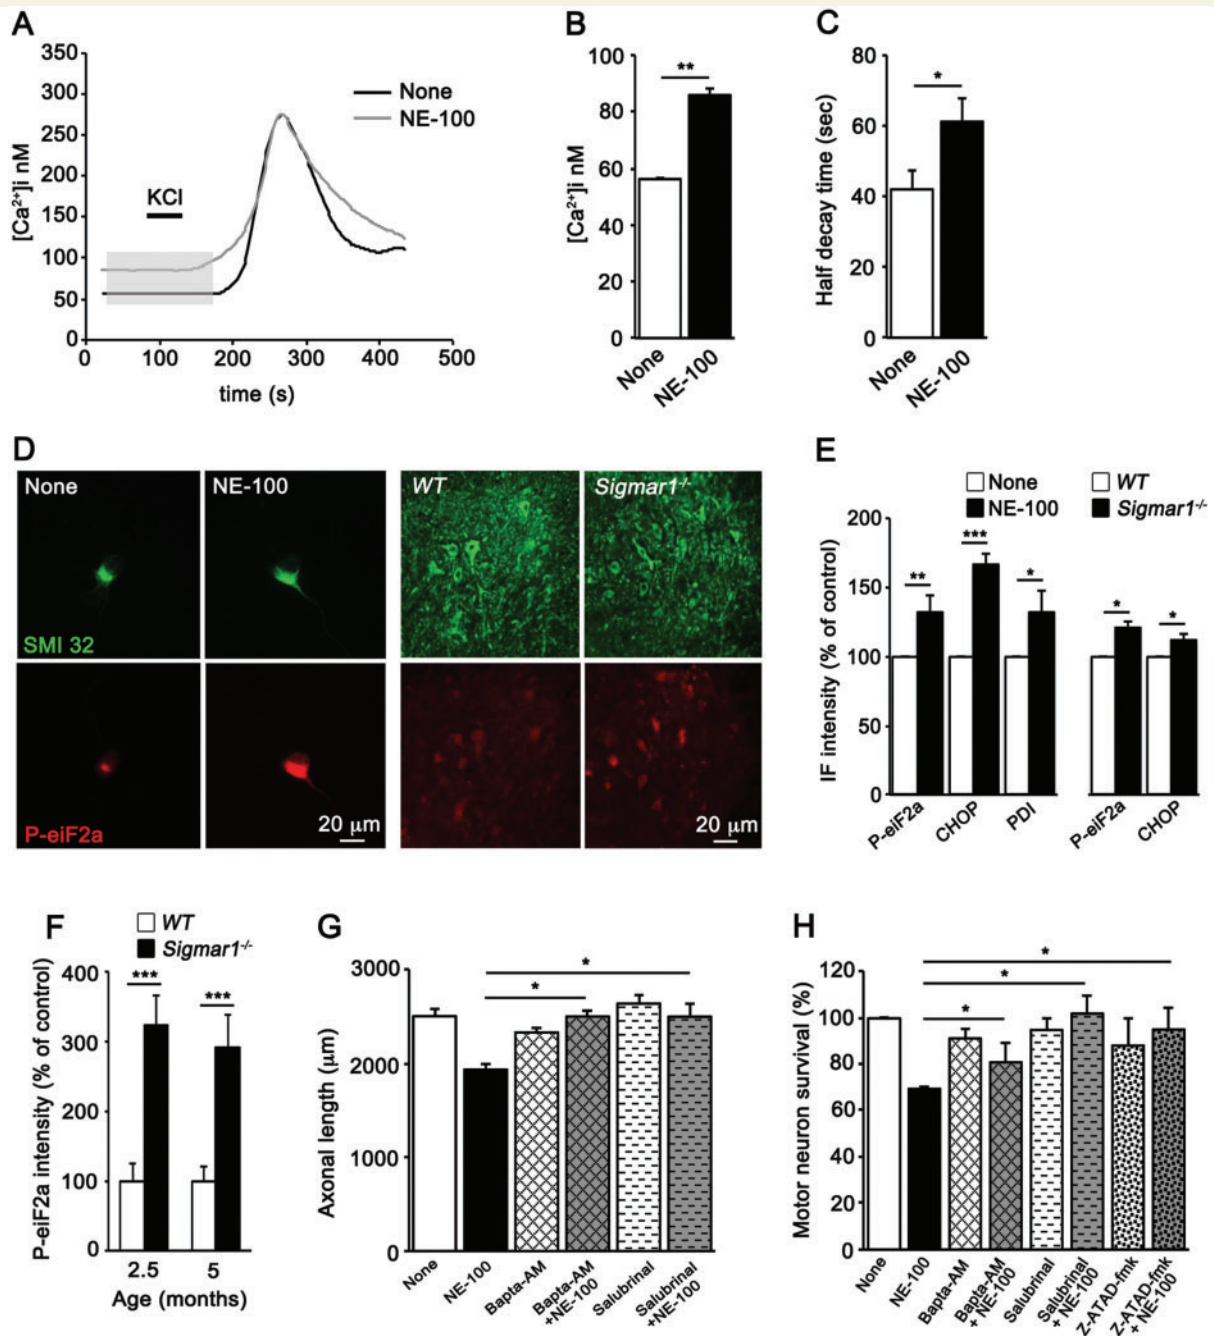 A
350
300
250
200
150
100
50
0
[Ca²⁺]i nM
None
NE-100
KCl
0
100
200
300
400
500
time (s)
B
100
80
60
40
20
0
[Ca²⁺]i nM
**
None
NE-100
C
80
60
40
20
0
Half decay time (sec)
*
None
NE-100
D
None
NE-100
WT
Sigmar1⁻/⁻
SMI 32
P-eiF2a
20 μm
20 μm
E
None
WT
NE-100
Sigmar1⁻/⁻
200
150
100
50
0
IF intensity (% of control)
**
***
*
*
*
P-eiF2a
CHOP
PDI
P-eiF2a
CHOP
F
WT
Sigmar1⁻/⁻
400
300
200
100
0
P-eiF2a intensity (% of control)
***
***
2.5
5
Age (months)
G
3000
2000
1000
0
Axonal length (μm)
*
*
None
NE-100
Bapta-AM
Bapta-AM
+NE-100
Salubrinal
Salubrinal
+NE-100
H
120
100
80
60
40
20
0
Motor neuron survival (%)
*
*
*
None
NE-100
Bapta-AM
Bapta-AM
+ NE-100
Salubrinal
Salubrinal
+ NE-100
Z-ATAD-fmk
Z-ATAD-fmk
+ NE-100